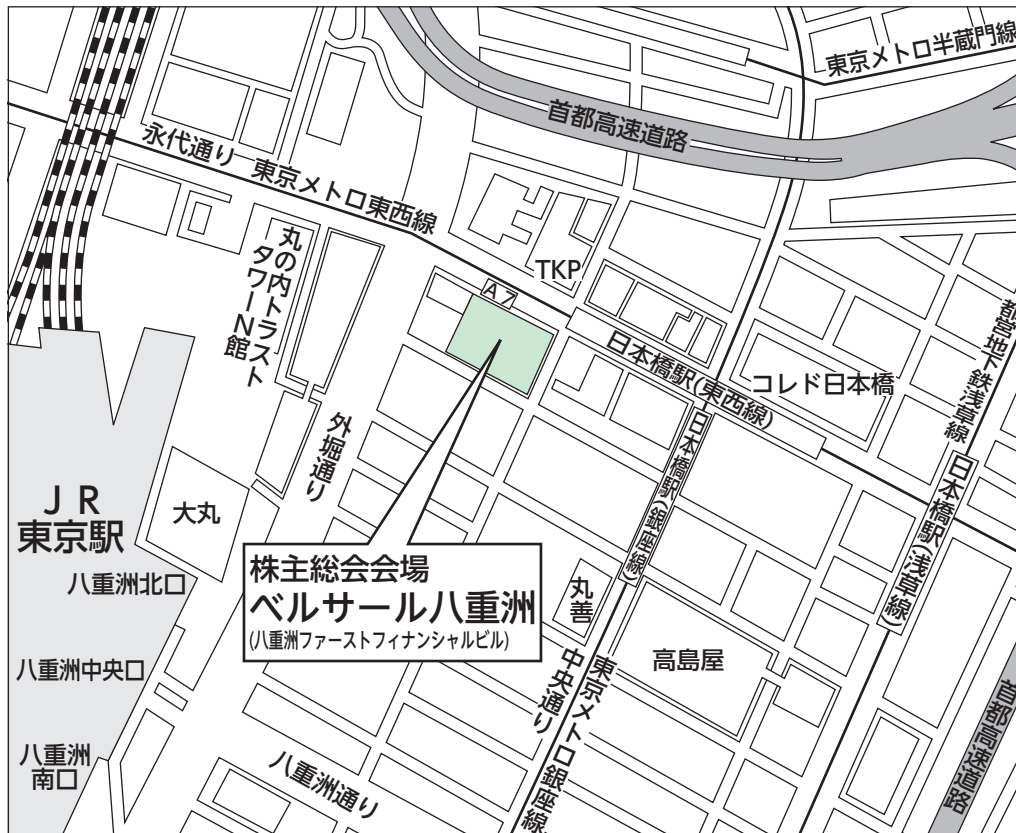 東京メトロ半蔵門線
首都高速道路
永代通り 東京メトロ東西線
丸の内トラスト
タワーN館
TKP
A7
日本橋駅(東西線)
コレド日本橋
都営地下鉄浅草線
日本橋駅(浅草線)
日本橋駅(銀座線)
外堀通り
大丸
JR
東京駅
八重洲北口
株主総会会場
ベルサール八重洲
(八重洲ファーストフィナンシャルビル)
丸善
高島屋
八重洲中央口
中央通り
東京メトロ銀座線
首都高速道路
八重洲
南口
八重洲通り